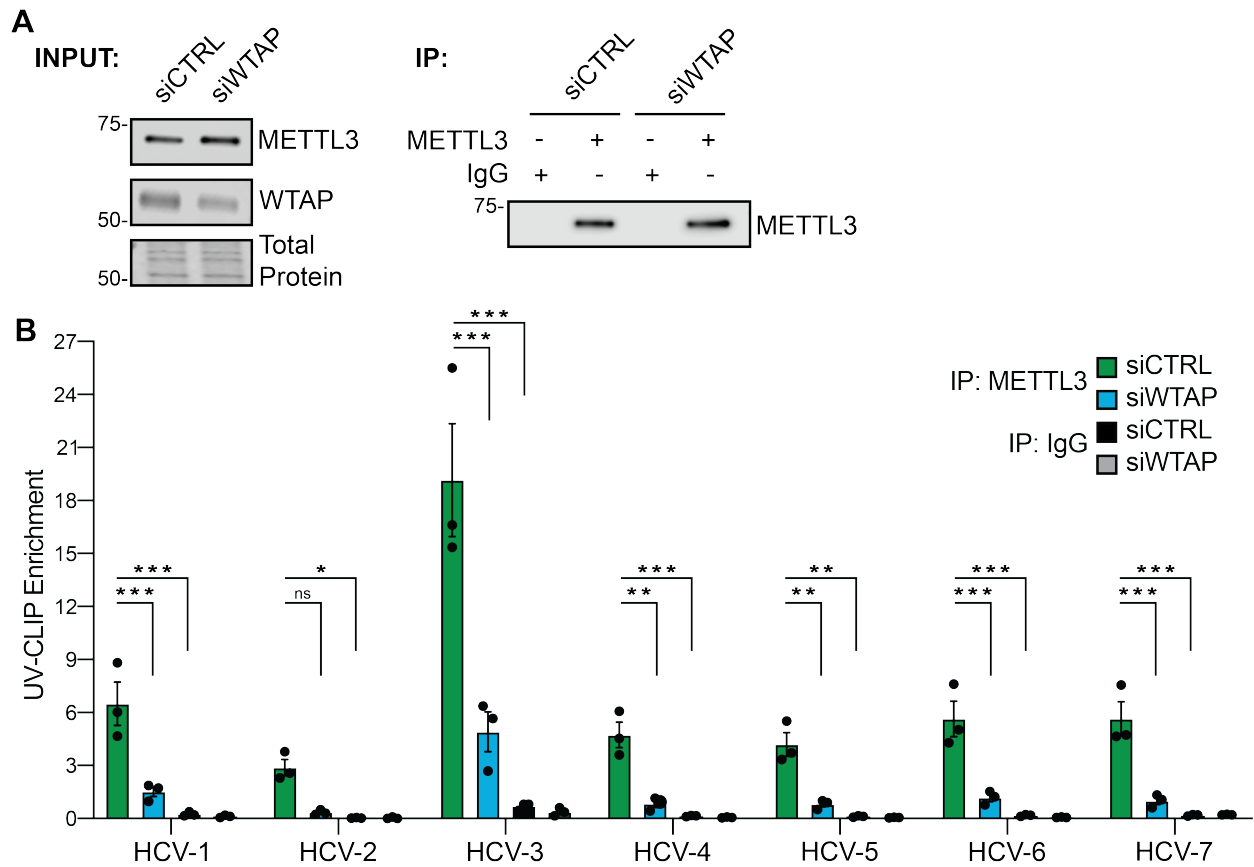 A
INPUT:
siCTRL
siWTAP
75-
METTL3
WTAP
50-
Total
Protein
50-
IP:
siCTRL
siWTAP
METTL3 - + - +
IgG + - + -
75-
METTL3
B
UV-CLIP Enrichment
27
24
21
18
15
12
9
6
3
0
***
***
*
ns
***
***
***
**
**
**
***
***
***
***
IP: METTL3
siCTRL
siWTAP
IP: IgG
siCTRL
siWTAP
HCV-1 HCV-2 HCV-3 HCV-4 HCV-5 HCV-6 HCV-7